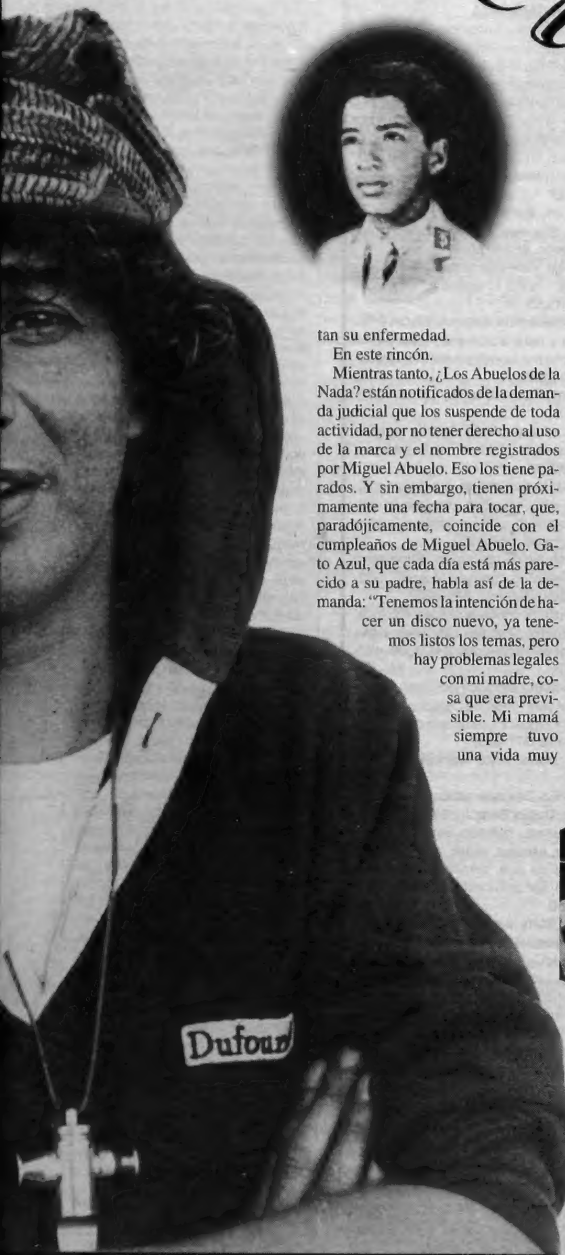 tan su enfermedad.
En este rincón.
Mientras tanto, ¿Los Abuelos de la
Nada? están notificados de la deman-
da judicial que los suspende de toda
actividad, por no tener derecho al uso
de la marca y el nombre registrados
por Miguel Abuelo. Eso los tiene pa-
rados. Y sin embargo, tienen próxi-
mamente una fecha para tocar, que,
paradójicamente, coincide con el
cumpleaños de Miguel Abuelo. Ga-
to Azul, que cada día está más pare-
cido a su padre, habla así de la de-
manda: “Tenemos la intención de ha-
cer un disco nuevo, ya tene-
mos listos los temas, pero
hay problemas legales
con mi madre, co-
sa que era previ-
sible. Mi mamá
siempre tuvo
una vida muy
Dufour